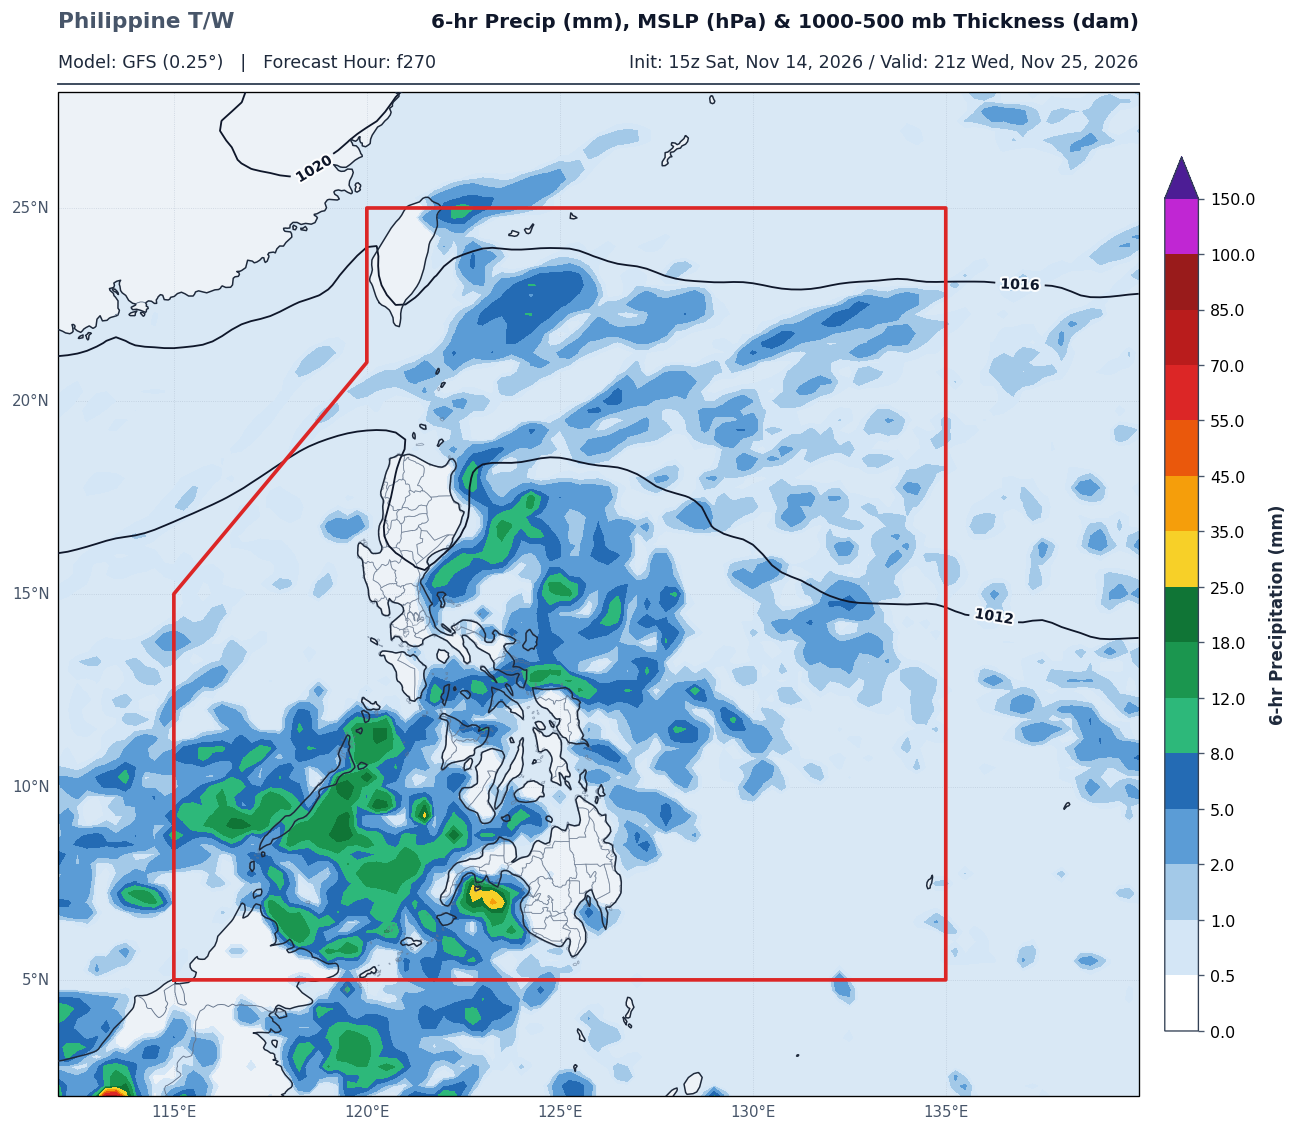 Philippine T/W
6-hr Precip (mm), MSLP (hPa) & 1000-500 mb Thickness (dam)
Model: GFS (0.25°) | Forecast Hour: f270
Init: 15z Sat, Nov 14, 2026 / Valid: 21z Wed, Nov 25, 2026
1020
1016
1012
25°N
20°N
15°N
10°N
5°N
115°E
120°E
125°E
130°E
135°E
150.0
100.0
85.0
70.0
55.0
45.0
35.0
25.0
18.0
12.0
8.0
5.0
2.0
1.0
0.5
0.0
6-hr Precipitation (mm)